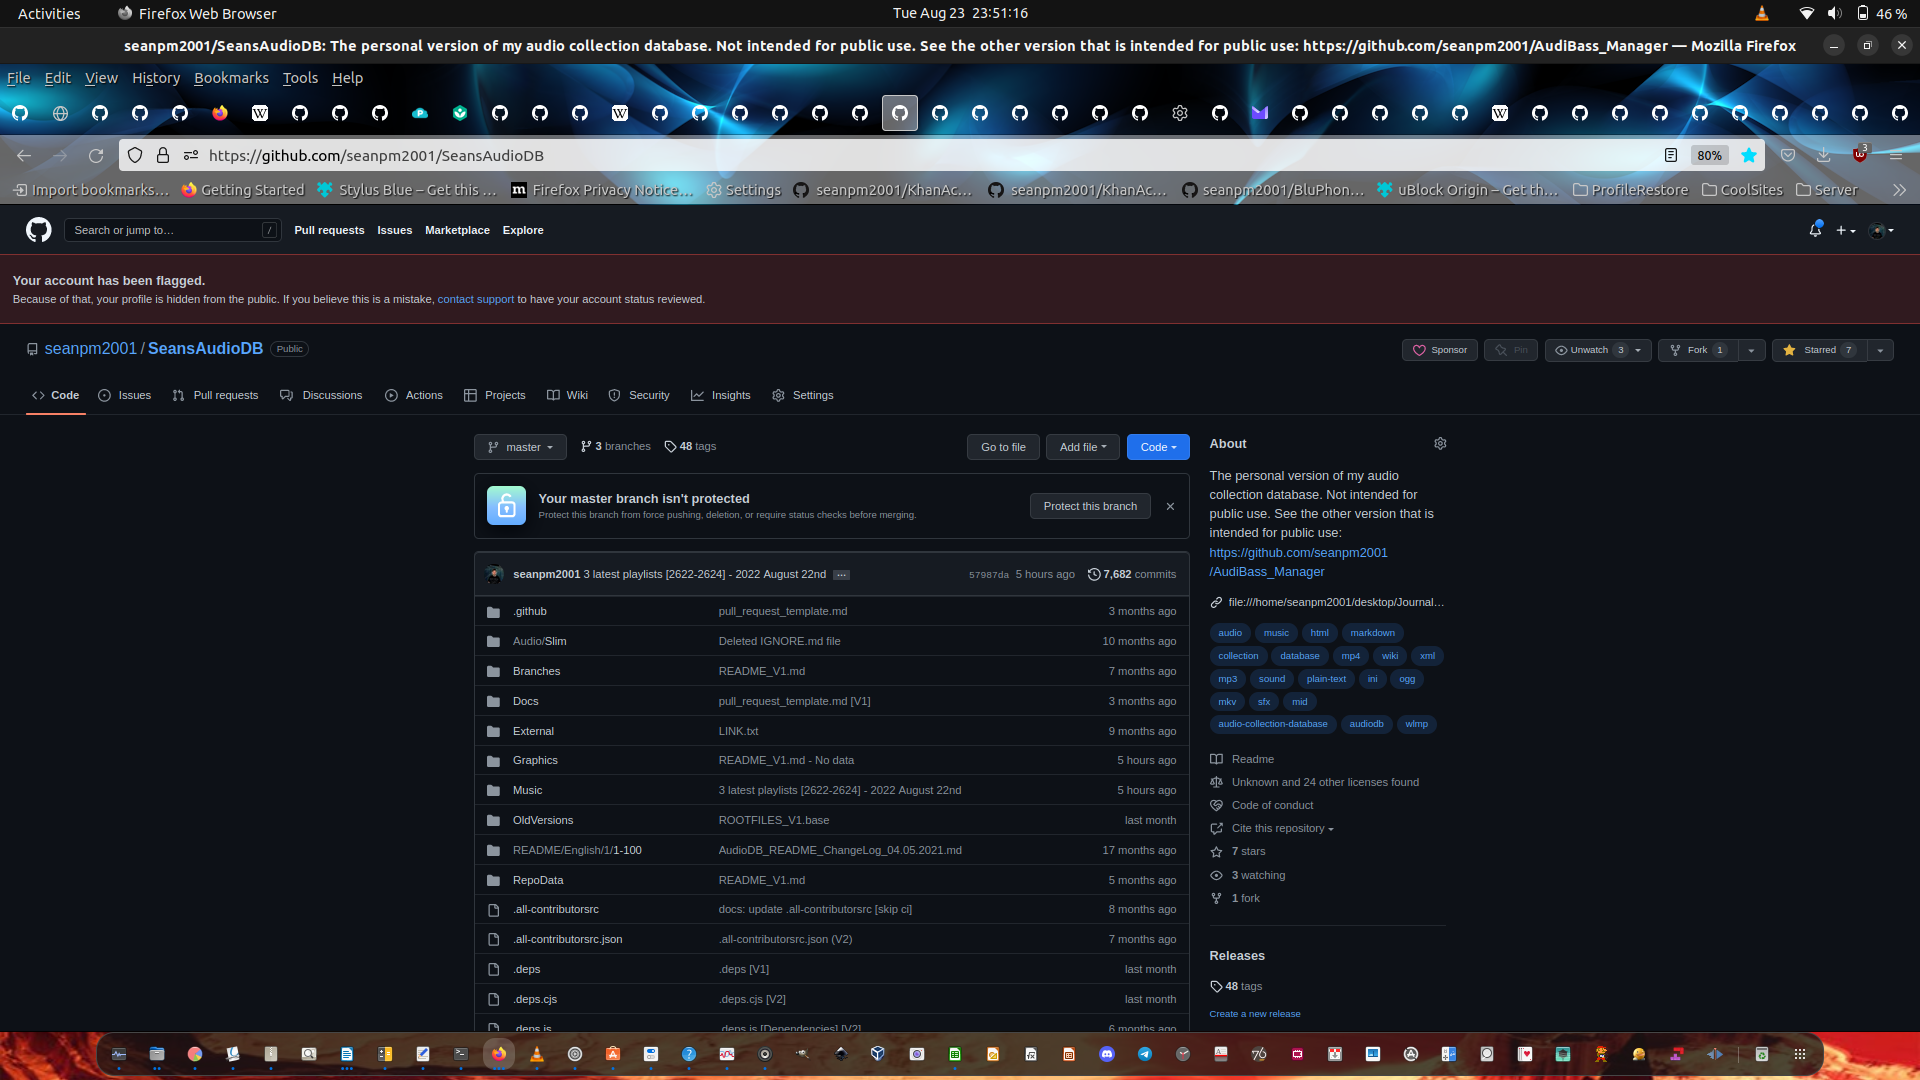 Activities Firefox Web Browser Tue Aug 23 23:51:16 46 %
seanpm2001/SeansAudioDB: The personal version of my audio collection database. Not intended for public use. See the other version that is intended for public use: https://github.com/seanpm2001/AudiBass_Manager — Mozilla Firefox
File Edit View History Bookmarks Tools Help
https://github.com/seanpm2001/SeansAudioDB 80% 3
Import bookmarks... Getting Started Stylus Blue – Get this ... Firefox Privacy Notice... Settings seanpm2001/KhanAc... seanpm2001/KhanAc... seanpm2001/BluPhon... uBlock Origin – Get th... ProfileRestore CoolSites Server
Search or jump to... / Pull requests Issues Marketplace Explore
Your account has been flagged.
Because of that, your profile is hidden from the public. If you believe this is a mistake, contact support to have your account status reviewed.
seanpm2001 / SeansAudioDB Public Sponsor Pin Unwatch 3 Fork 1 Starred 7
Code Issues Pull requests Discussions Actions Projects Wiki Security Insights Settings
master 3 branches 48 tags Go to file Add file Code
Your master branch isn't protected
Protect this branch from force pushing, deletion, or require status checks before merging.
Protect this branch
seanpm2001 3 latest playlists [2622-2624] - 2022 August 22nd ... 57987da 5 hours ago 7,682 commits
.github pull_request_template.md 3 months ago
Audio/Slim Deleted IGNORE.md file 10 months ago
Branches README_V1.md 7 months ago
Docs pull_request_template.md [V1] 3 months ago
External LINK.txt 9 months ago
Graphics README_V1.md - No data 5 hours ago
Music 3 latest playlists [2622-2624] - 2022 August 22nd 5 hours ago
OldVersions ROOTFILES_V1.base last month
README/English/1/1-100 AudioDB_README_ChangeLog_04.05.2021.md 17 months ago
RepoData README_V1.md 5 months ago
.all-contributorsrc docs: update .all-contributorsrc [skip ci] 8 months ago
.all-contributorsrc.json .all-contributorsrc.json (V2) 7 months ago
.deps .deps [V1] last month
.deps.cjs .deps.cjs [V2] last month
.deps.js .deps.js [Dependencies] [V2] 6 months ago
About
The personal version of my audio
collection database. Not intended for
public use. See the other version that is
intended for public use:
https://github.com/seanpm2001
/AudiBass_Manager
file:///home/seanpm2001/desktop/Journal...
audio music html markdown
collection database mp4 wiki xml
mp3 sound plain-text ini ogg
mkv sfx mid
audio-collection-database audiodb wlmp
Readme
Unknown and 24 other licenses found
Code of conduct
Cite this repository
7 stars
3 watching
1 fork
Releases
48 tags
Create a new release